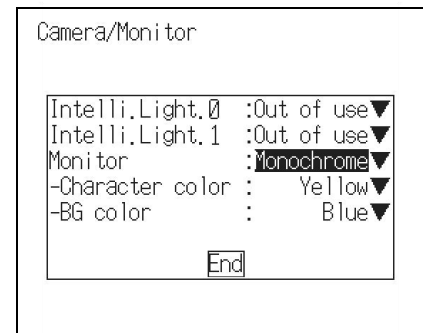 Camera/Monitor
Intelli.Light.0 :Out of use▼
Intelli.Light.1 :Out of use▼
Monitor :Monochrome▼
-Character color : Yellow▼
-BG color : Blue▼
End